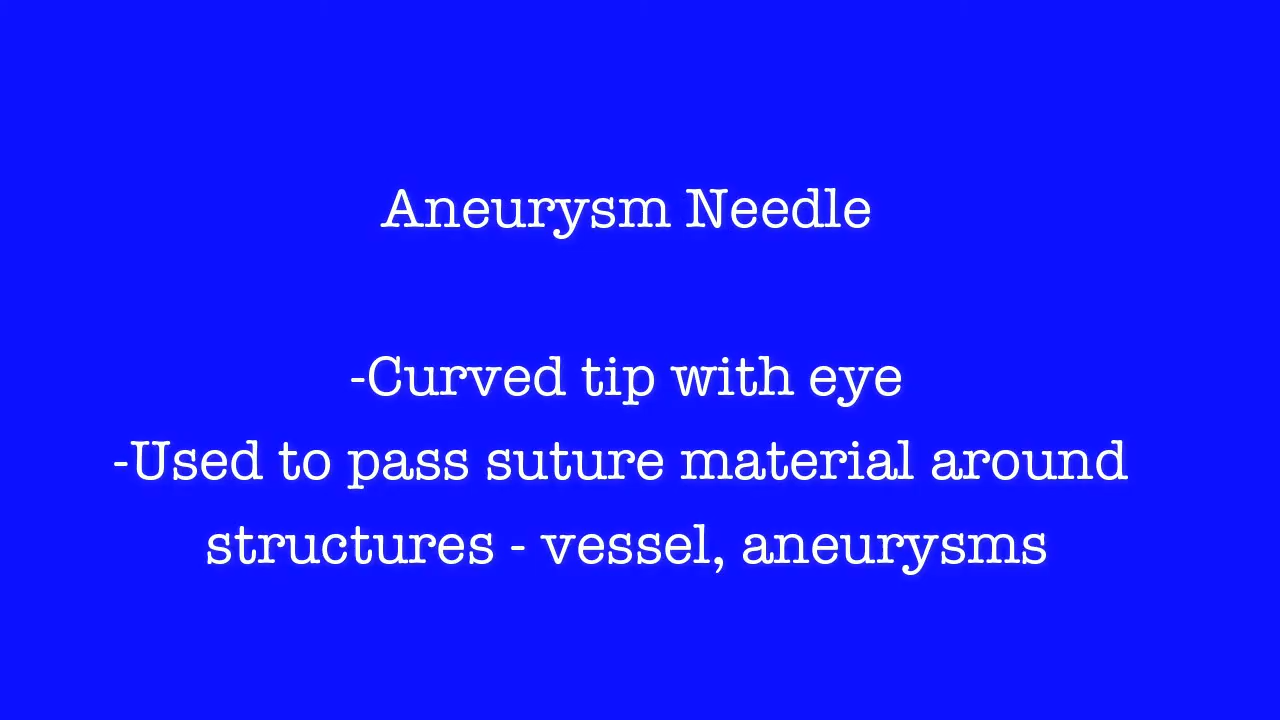 Aneurysm Needle
-Curved tip with eye
-Used to pass suture material around
structures - vessel, aneurysms